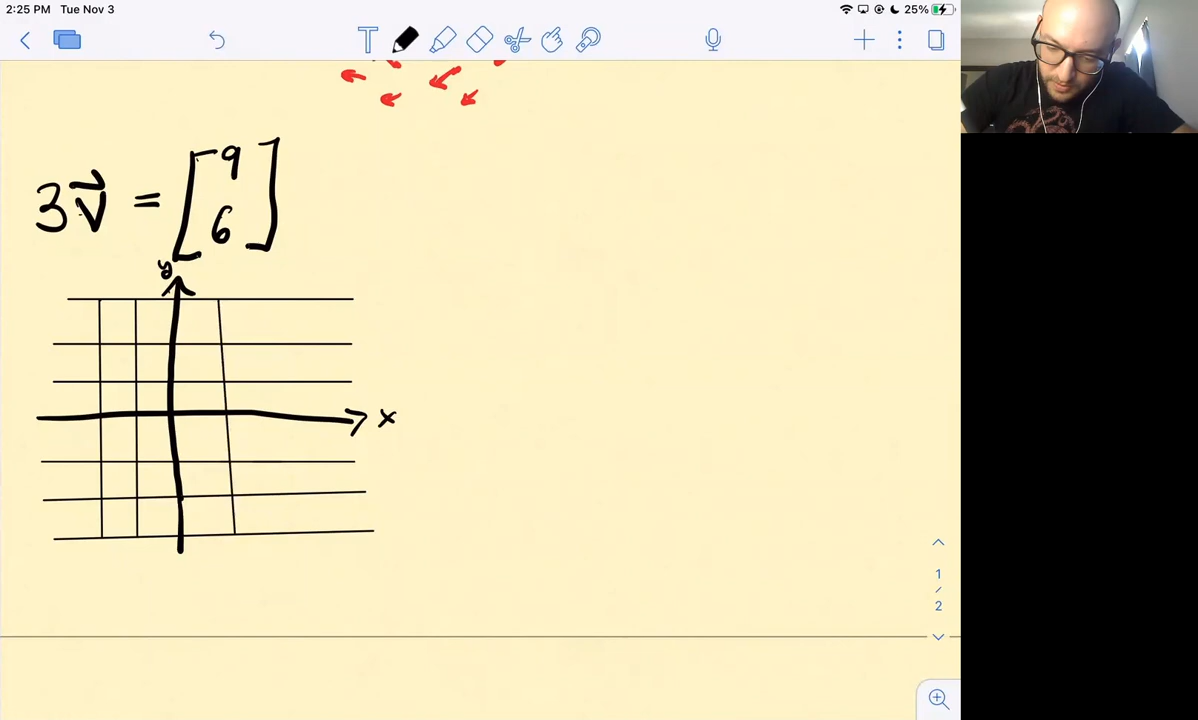 2:25 PM Tue Nov 3
25%
T
3v⃗ = [9
6]
y
x
1
/
2